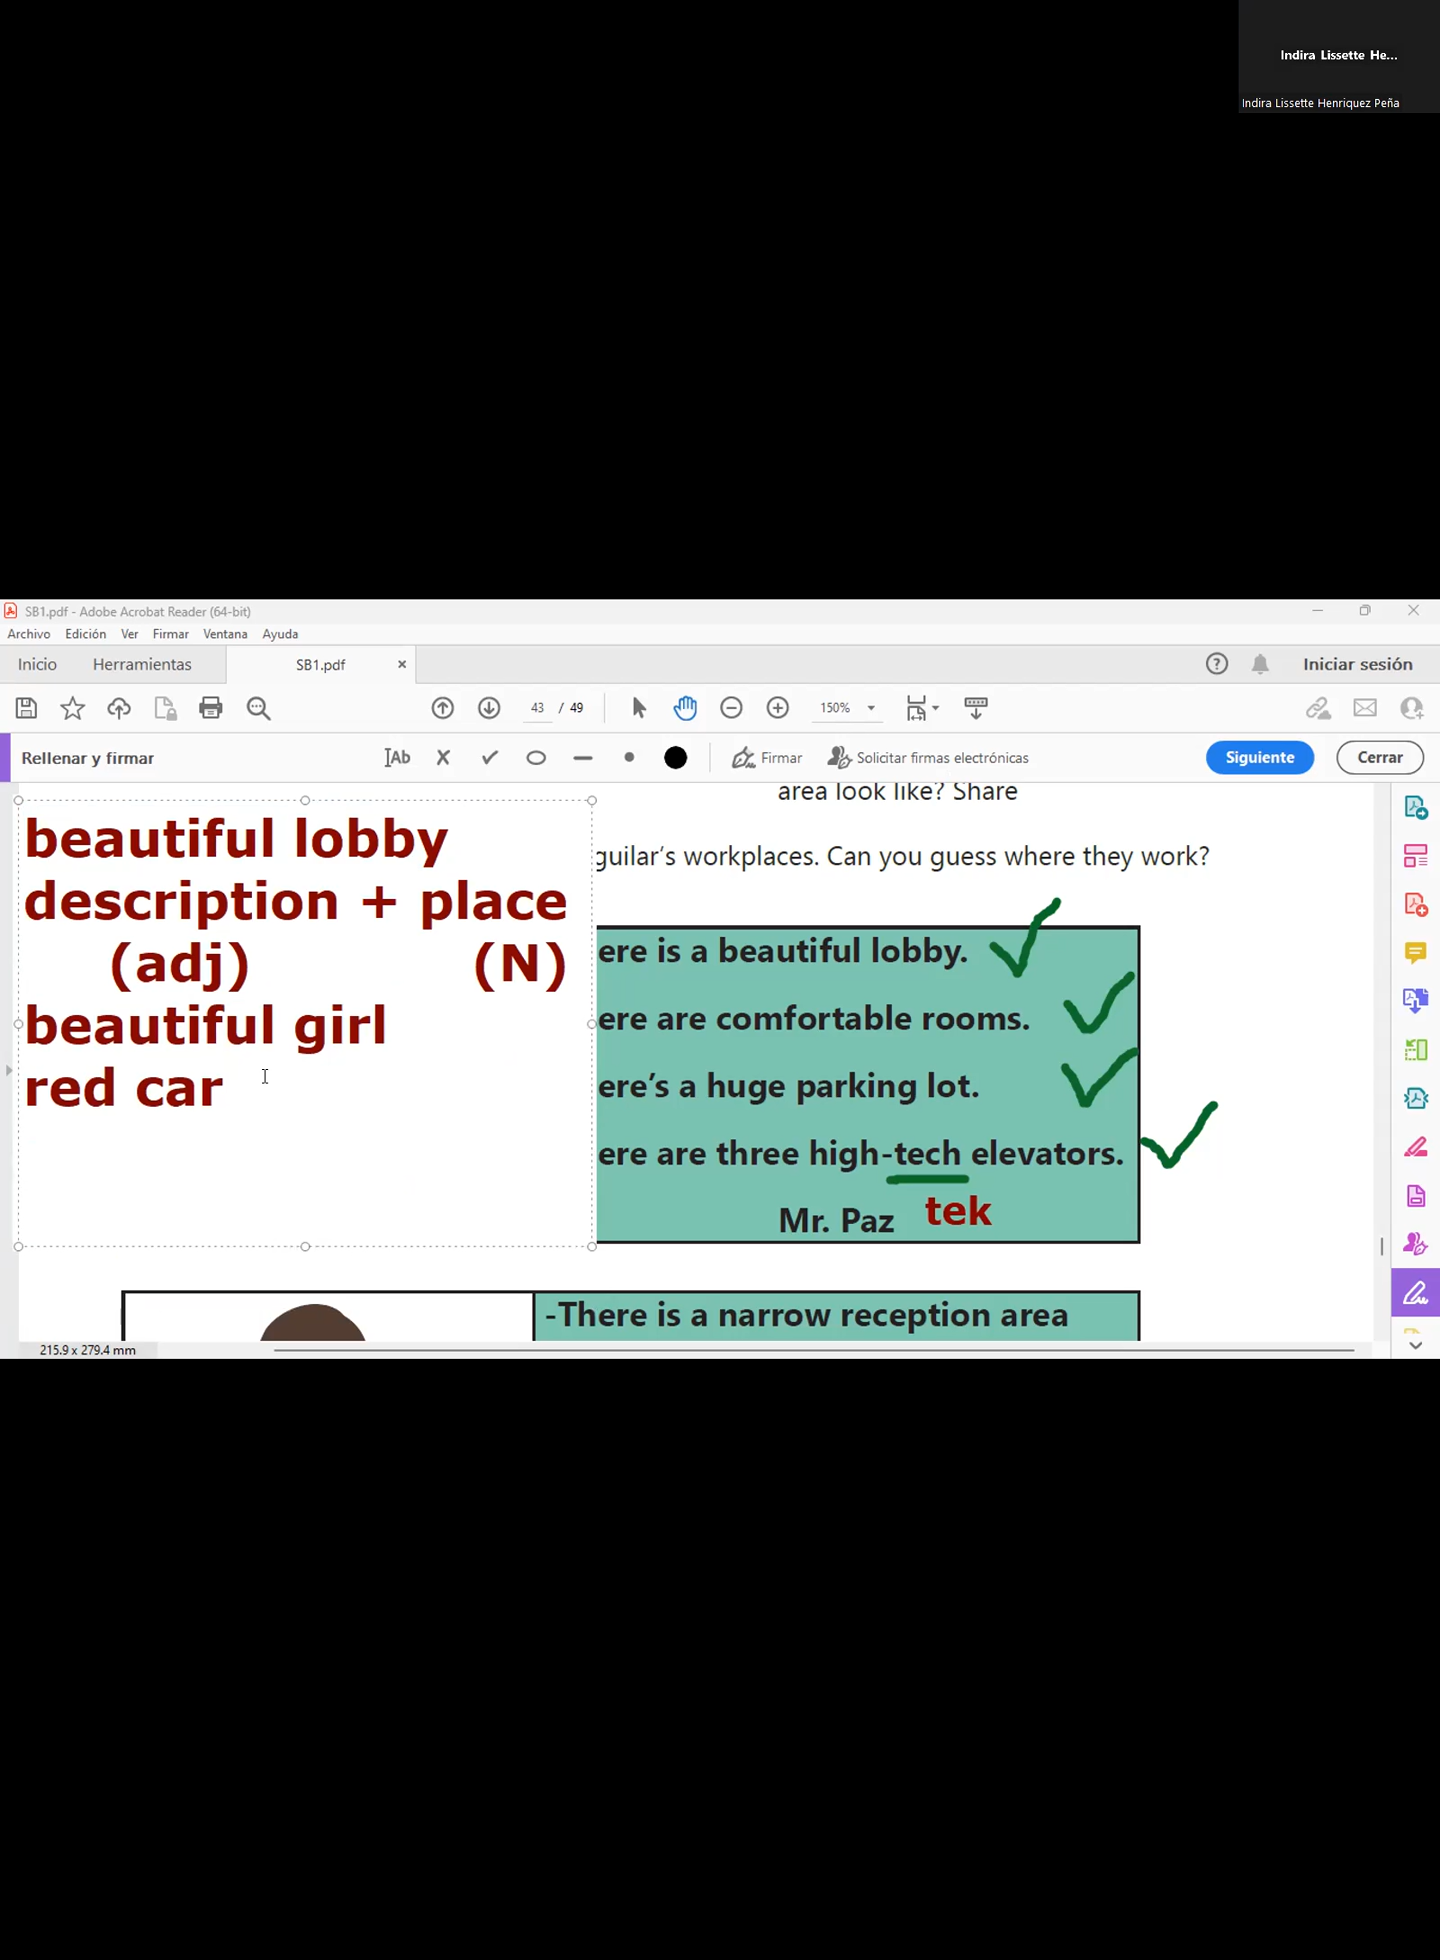 Indira Lissette He...
Indira Lissette Henriquez Peña
SB1.pdf - Adobe Acrobat Reader (64-bit)
Archivo Edición Ver Firmar Ventana Ayuda
Inicio Herramientas SB1.pdf × Iniciar sesión
43 / 49 150%
Rellenar y firmar Ab Firmar Solicitar firmas electrónicas Siguiente Cerrar
area look like? Share
guilar's workplaces. Can you guess where they work?
beautiful lobby
description + place
(adj) (N)
beautiful girl
red car
ere is a beautiful lobby.
ere are comfortable rooms.
ere's a huge parking lot.
ere are three high-tech elevators.
Mr. Paz tek
-There is a narrow reception area
215.9 x 279.4 mm